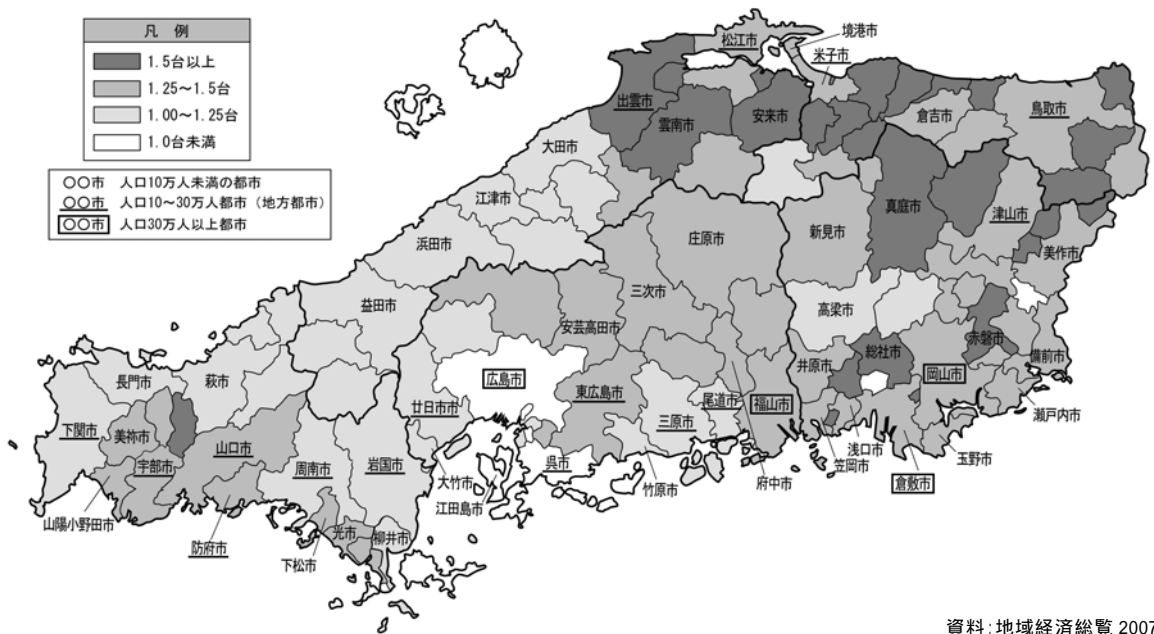 凡 例
1.5台以上
1.25～1.5台
1.00～1.25台
1.0台未満
○○市 人口10万人未満の都市
○○市 人口10～30万人都市（地方都市）
○○市 人口30万人以上都市
松江市
境港市
米子市
出雲市
雲南市
安来市
倉吉市
鳥取市
大田市
江津市
浜田市
益田市
庄原市
新見市
真庭市
津山市
美作市
三次市
安芸高田市
高梁市
井原市
総社市
赤磐市
備前市
岡山市
瀬戸内市
玉野市
倉敷市
浅口市
笠岡市
広島市
廿日市市
東広島市
三原市
尾道市
福山市
府中市
竹原市
呉市
江田島市
大竹市
長門市
萩市
下関市
美祢市
宇部市
山口市
周南市
岩国市
山陽小野田市
防府市
下松市
光市
柳井市
資料:地域経済総覧 2007